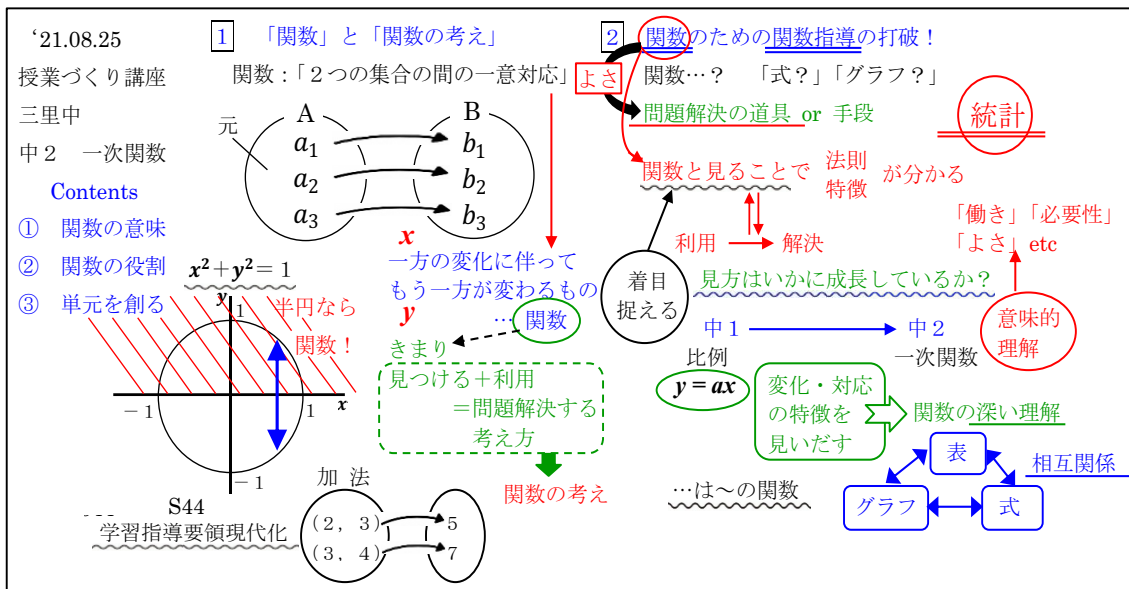 ‘21.08.25
授業づくり講座
三里中
中２　一次関数
Contents
①　関数の意味
②　関数の役割
③　単元を創る
1　「関数」と「関数の考え」
関数：「２つの集合の間の一意対応」
元
A
B
a1
a2
a3
b1
b2
b3
x
一方の変化に伴って
もう一方が変わるもの
y
…関数
きまり
見つける＋利用
＝問題解決する
考え方
関数の考え
x²+y²=1
y
1
半円なら
関数！
－1
1
x
－1
S44
学習指導要領現代化
加 法
(2, 3)
5
(3, 4)
7
2　関数のための関数指導の打破！
よさ
関数…？　「式？」「グラフ？」
問題解決の道具 or 手段
統計
関数と見ることで
法則
特徴
が分かる
利用
解決
「働き」「必要性」
「よさ」etc
着目
捉える
見方はいかに成長しているか？
中１
中２
比例
一次関数
意味的
理解
y = ax
変化・対応
の特徴を
見いだす
関数の深い理解
…は～の関数
表
グラフ
式
相互関係